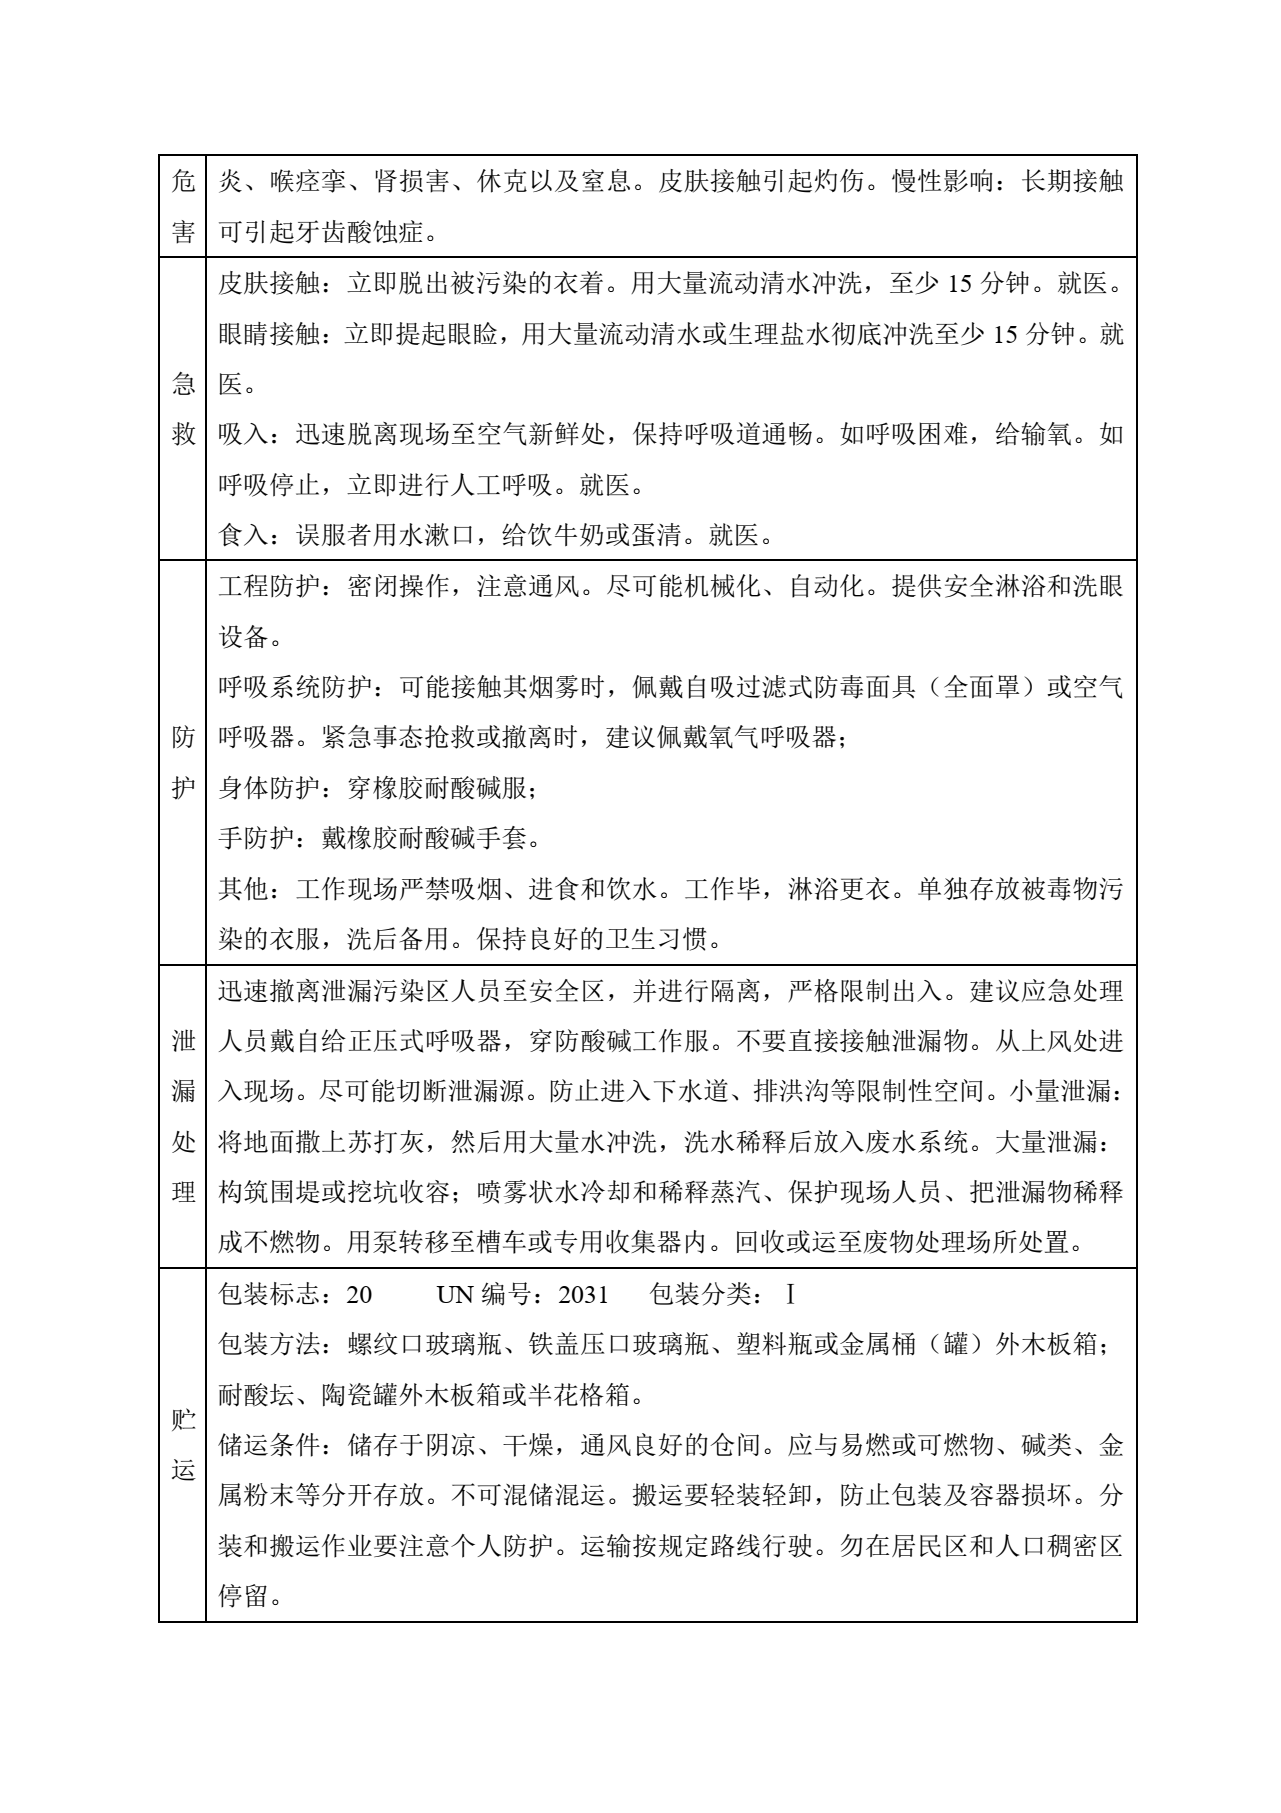 危
害
炎、喉痉挛、肾损害、休克以及窒息。皮肤接触引起灼伤。慢性影响：长期接触
可引起牙齿酸蚀症。
急
救
皮肤接触：立即脱出被污染的衣着。用大量流动清水冲洗，至少 15 分钟。就医。
眼睛接触：立即提起眼睑，用大量流动清水或生理盐水彻底冲洗至少 15 分钟。就
医。
吸入：迅速脱离现场至空气新鲜处，保持呼吸道通畅。如呼吸困难，给输氧。如
呼吸停止，立即进行人工呼吸。就医。
食入：误服者用水漱口，给饮牛奶或蛋清。就医。
防
护
工程防护：密闭操作，注意通风。尽可能机械化、自动化。提供安全淋浴和洗眼
设备。
呼吸系统防护：可能接触其烟雾时，佩戴自吸过滤式防毒面具（全面罩）或空气
呼吸器。紧急事态抢救或撤离时，建议佩戴氧气呼吸器；
身体防护：穿橡胶耐酸碱服；
手防护：戴橡胶耐酸碱手套。
其他：工作现场严禁吸烟、进食和饮水。工作毕，淋浴更衣。单独存放被毒物污
染的衣服，洗后备用。保持良好的卫生习惯。
泄
漏
处
理
迅速撤离泄漏污染区人员至安全区，并进行隔离，严格限制出入。建议应急处理
人员戴自给正压式呼吸器，穿防酸碱工作服。不要直接接触泄漏物。从上风处进
入现场。尽可能切断泄漏源。防止进入下水道、排洪沟等限制性空间。小量泄漏：
将地面撒上苏打灰，然后用大量水冲洗，洗水稀释后放入废水系统。大量泄漏：
构筑围堤或挖坑收容；喷雾状水冷却和稀释蒸汽、保护现场人员、把泄漏物稀释
成不燃物。用泵转移至槽车或专用收集器内。回收或运至废物处理场所处置。
贮
运
包装标志：20 UN 编号：2031 包装分类：Ⅰ
包装方法：螺纹口玻璃瓶、铁盖压口玻璃瓶、塑料瓶或金属桶（罐）外木板箱；
耐酸坛、陶瓷罐外木板箱或半花格箱。
储运条件：储存于阴凉、干燥，通风良好的仓间。应与易燃或可燃物、碱类、金
属粉末等分开存放。不可混储混运。搬运要轻装轻卸，防止包装及容器损坏。分
装和搬运作业要注意个人防护。运输按规定路线行驶。勿在居民区和人口稠密区
停留。